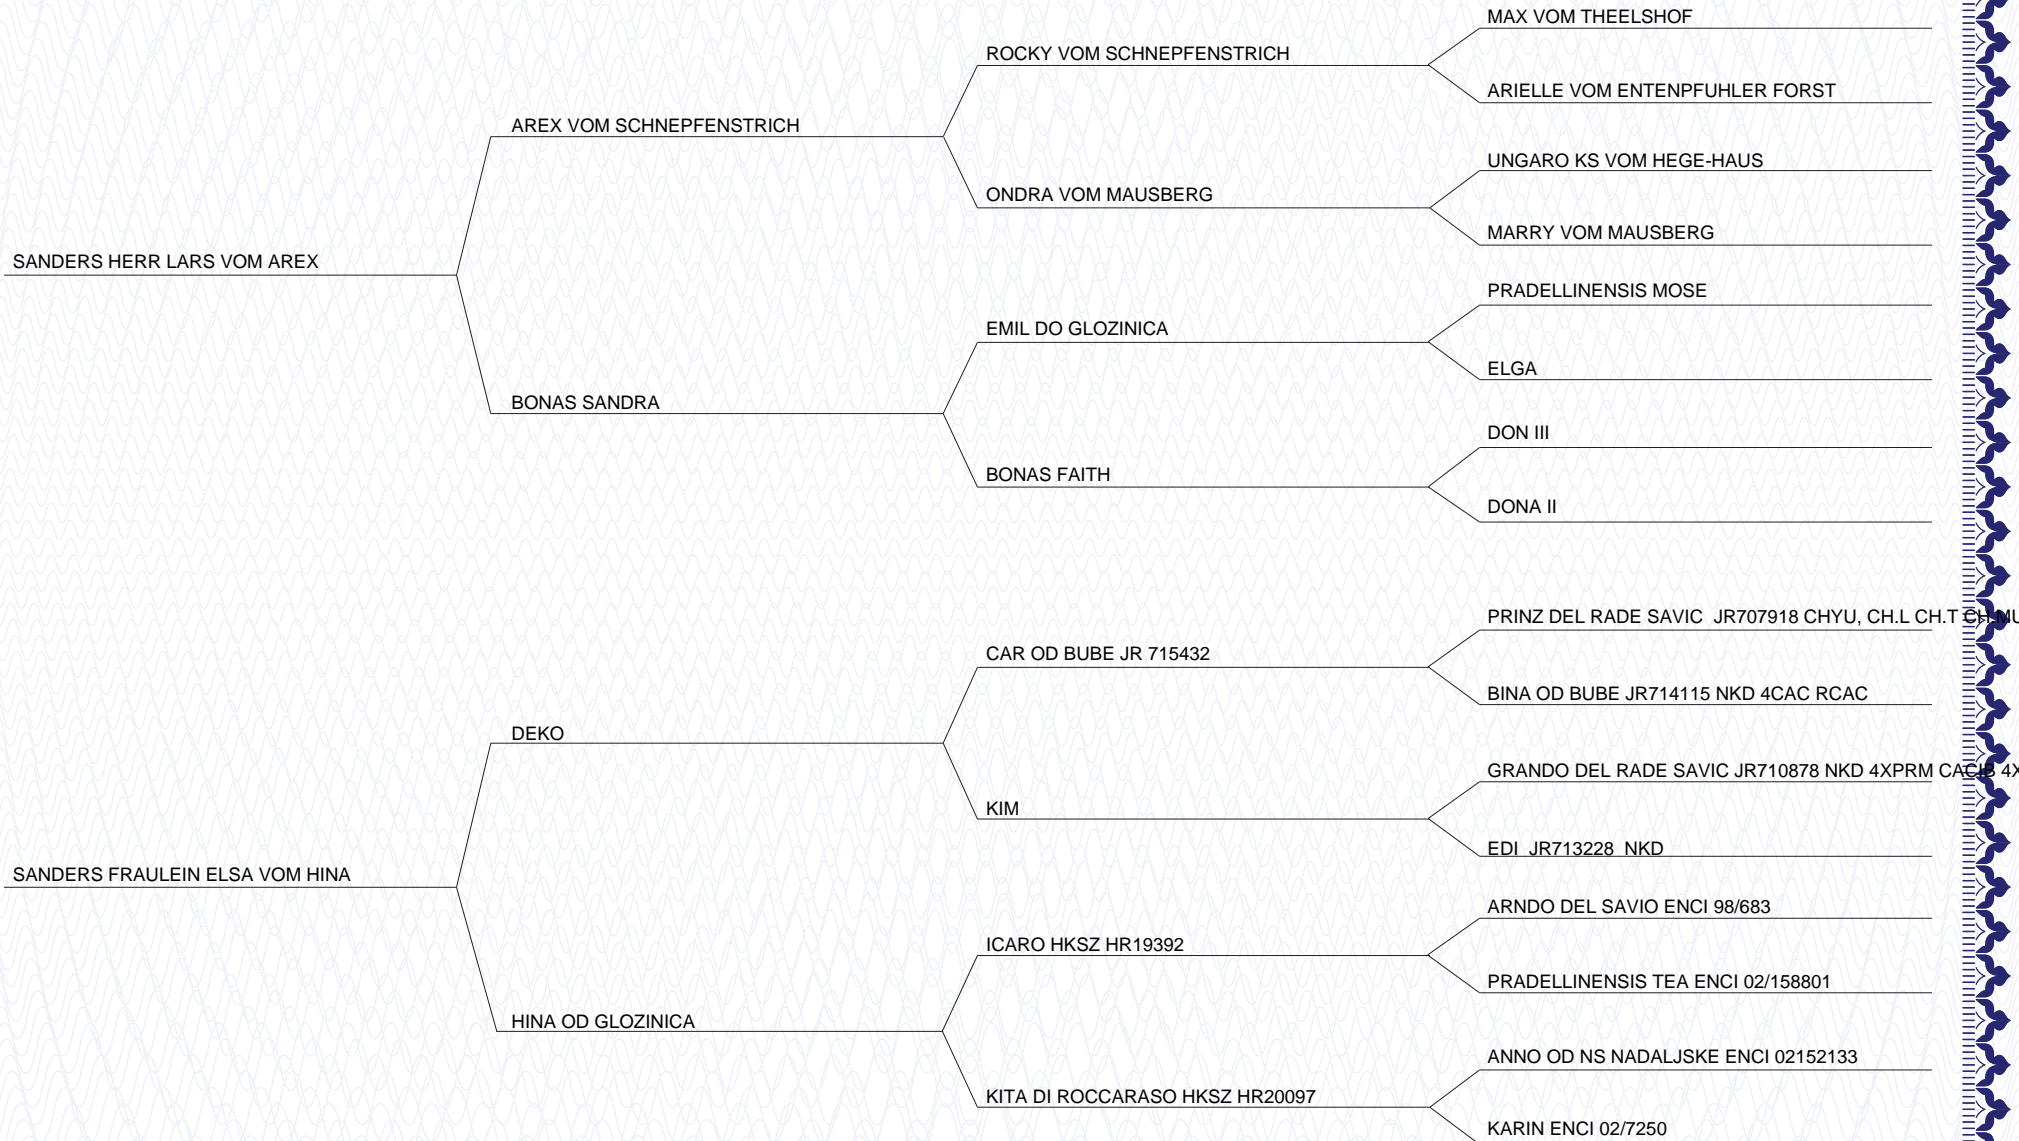 MAX VOM THEELSHOF
ROCKY VOM SCHNEPFENSTRICH
ARIELLE VOM ENTENPFUHLER FORST
AREX VOM SCHNEPFENSTRICH
UNGARO KS VOM HEGE-HAUS
ONDRA VOM MAUSBERG
MARRY VOM MAUSBERG
SANDERS HERR LARS VOM AREX
PRADELLINENSIS MOSE
EMIL DO GLOZINICA
ELGA
BONAS SANDRA
DON III
BONAS FAITH
DONA II
PRINZ DEL RADE SAVIC  JR707918 CHYU, CH.L CH.T CH.MU
CAR OD BUBE JR 715432
BINA OD BUBE JR714115 NKD 4CAC RCAC
DEKO
GRANDO DEL RADE SAVIC JR710878 NKD 4XPRM CACIB 4X
KIM
EDI  JR713228  NKD
SANDERS FRAULEIN ELSA VOM HINA
ARNDO DEL SAVIO ENCI 98/683
ICARO HKSZ HR19392
PRADELLINENSIS TEA ENCI 02/158801
HINA OD GLOZINICA
ANNO OD NS NADALJSKE ENCI 02152133
KITA DI ROCCARASO HKSZ HR20097
KARIN ENCI 02/7250